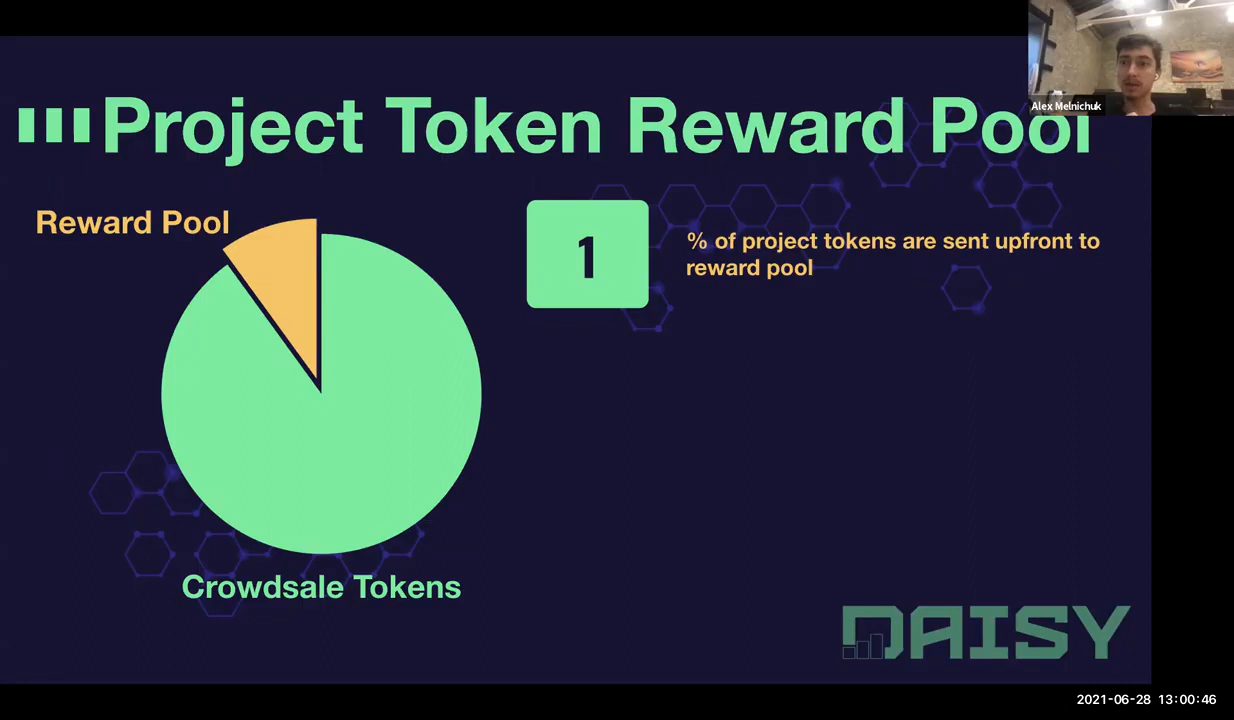 Project Token Reward Pool
Alex Melnichuk
Reward Pool
1
% of project tokens are sent upfront to
reward pool
Crowdsale Tokens
DAISY
2021-06-28 13:00:46